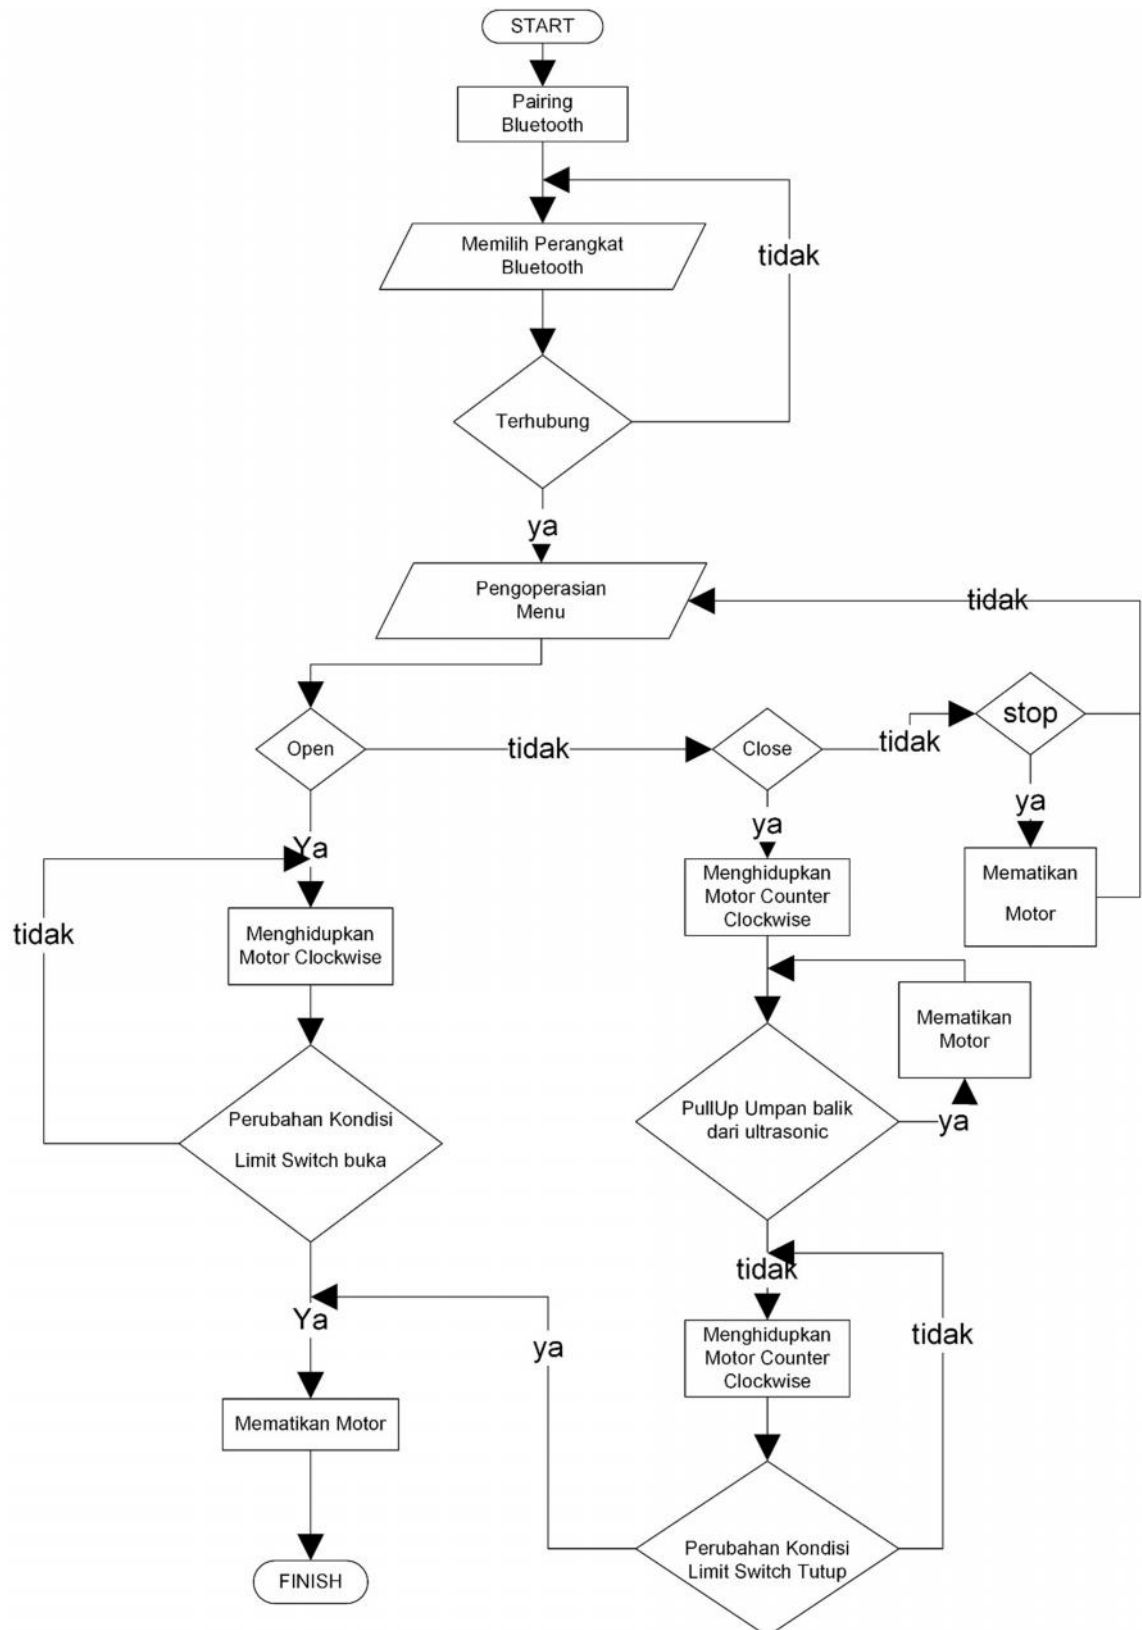 START
Pairing
Bluetooth
Memilih Perangkat
Bluetooth
tidak
Terhubung
ya
Pengoperasian
Menu
tidak
Open
tidak
Close
tidak
stop
Ya
ya
ya
Menghidupkan
Motor Counter
Clockwise
Mematikan
Motor
tidak
Menghidupkan
Motor Clockwise
Mematikan
Motor
Perubahan Kondisi
Limit Switch buka
PullUp Umpan balik
dari ultrasonic
ya
Ya
ya
tidak
Menghidupkan
Motor Counter
Clockwise
tidak
Mematikan Motor
Perubahan Kondisi
Limit Switch Tutup
FINISH